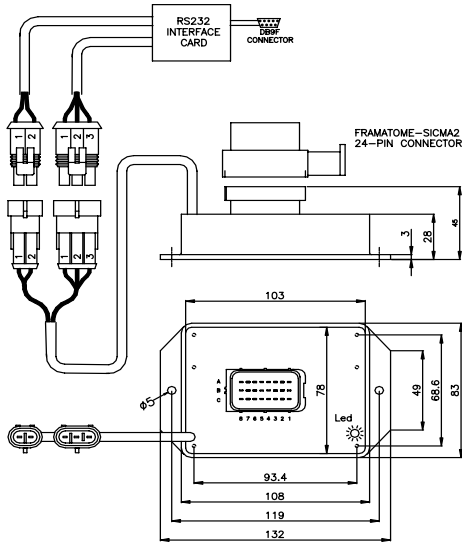 RS232
INTERFACE
CARD
DB9F
CONNECTOR
1 2
1 2 3
FRAMATOME-SICMA2
24-PIN CONNECTOR
1 2
1 2 3
3
28
45
103
A
B
C
8 7 6 5 4 3 2 1
Led
78
49
68.6
83
ø5
93.4
108
119
132